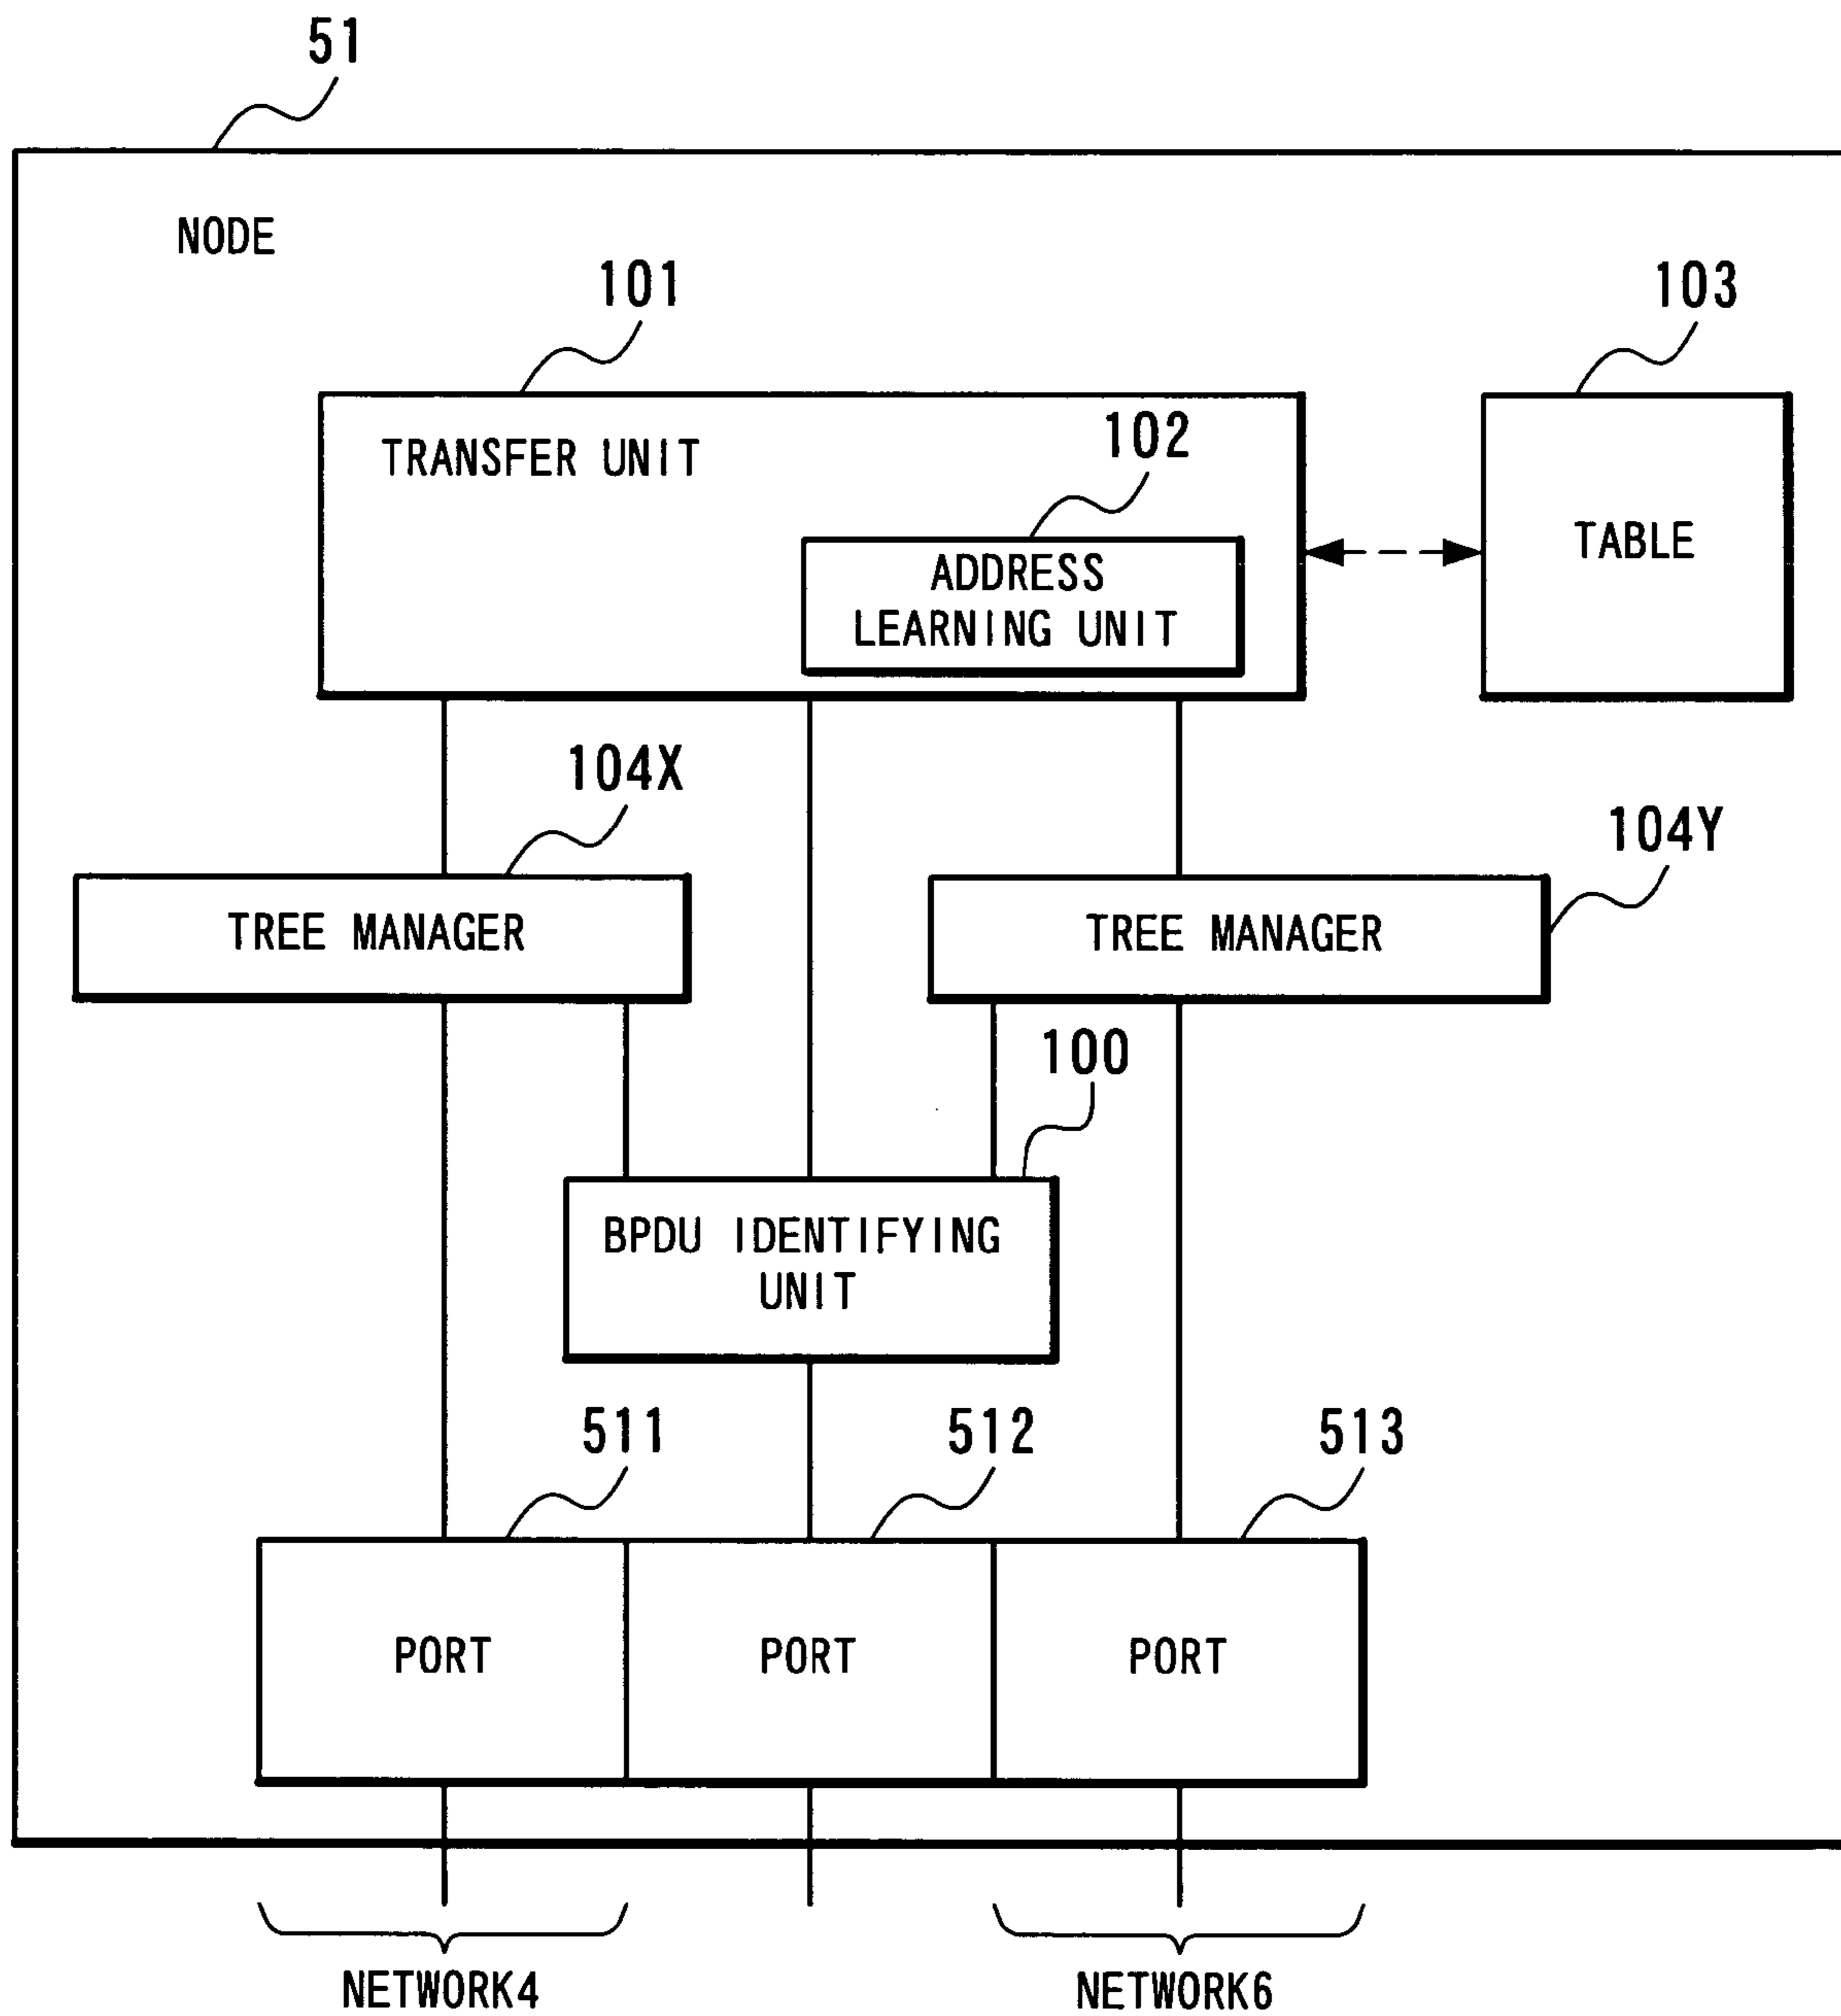 51
NODE
101
103
TRANSFER UNIT
102
TABLE
ADDRESS
LEARNING UNIT
104X
104Y
TREE MANAGER
TREE MANAGER
100
BPDU IDENTIFYING
UNIT
511
512
513
PORT
PORT
PORT
NETWORK4
NETWORK6